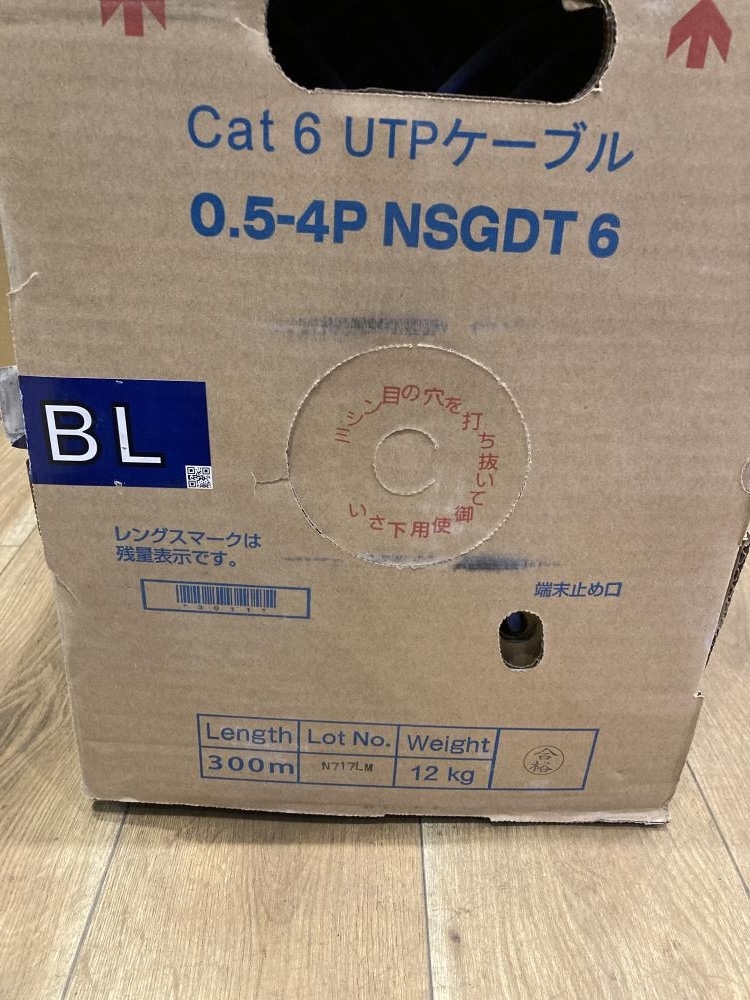 Cat 6 UTPケーブル
0.5-4P NSGDT 6
BL
ミシン目の穴を打ち抜いて御使用下さい
レングスマークは
残量表示です。
*3011*
端末止め口
Length Lot No. Weight
300m N717LM 12 kg
合格